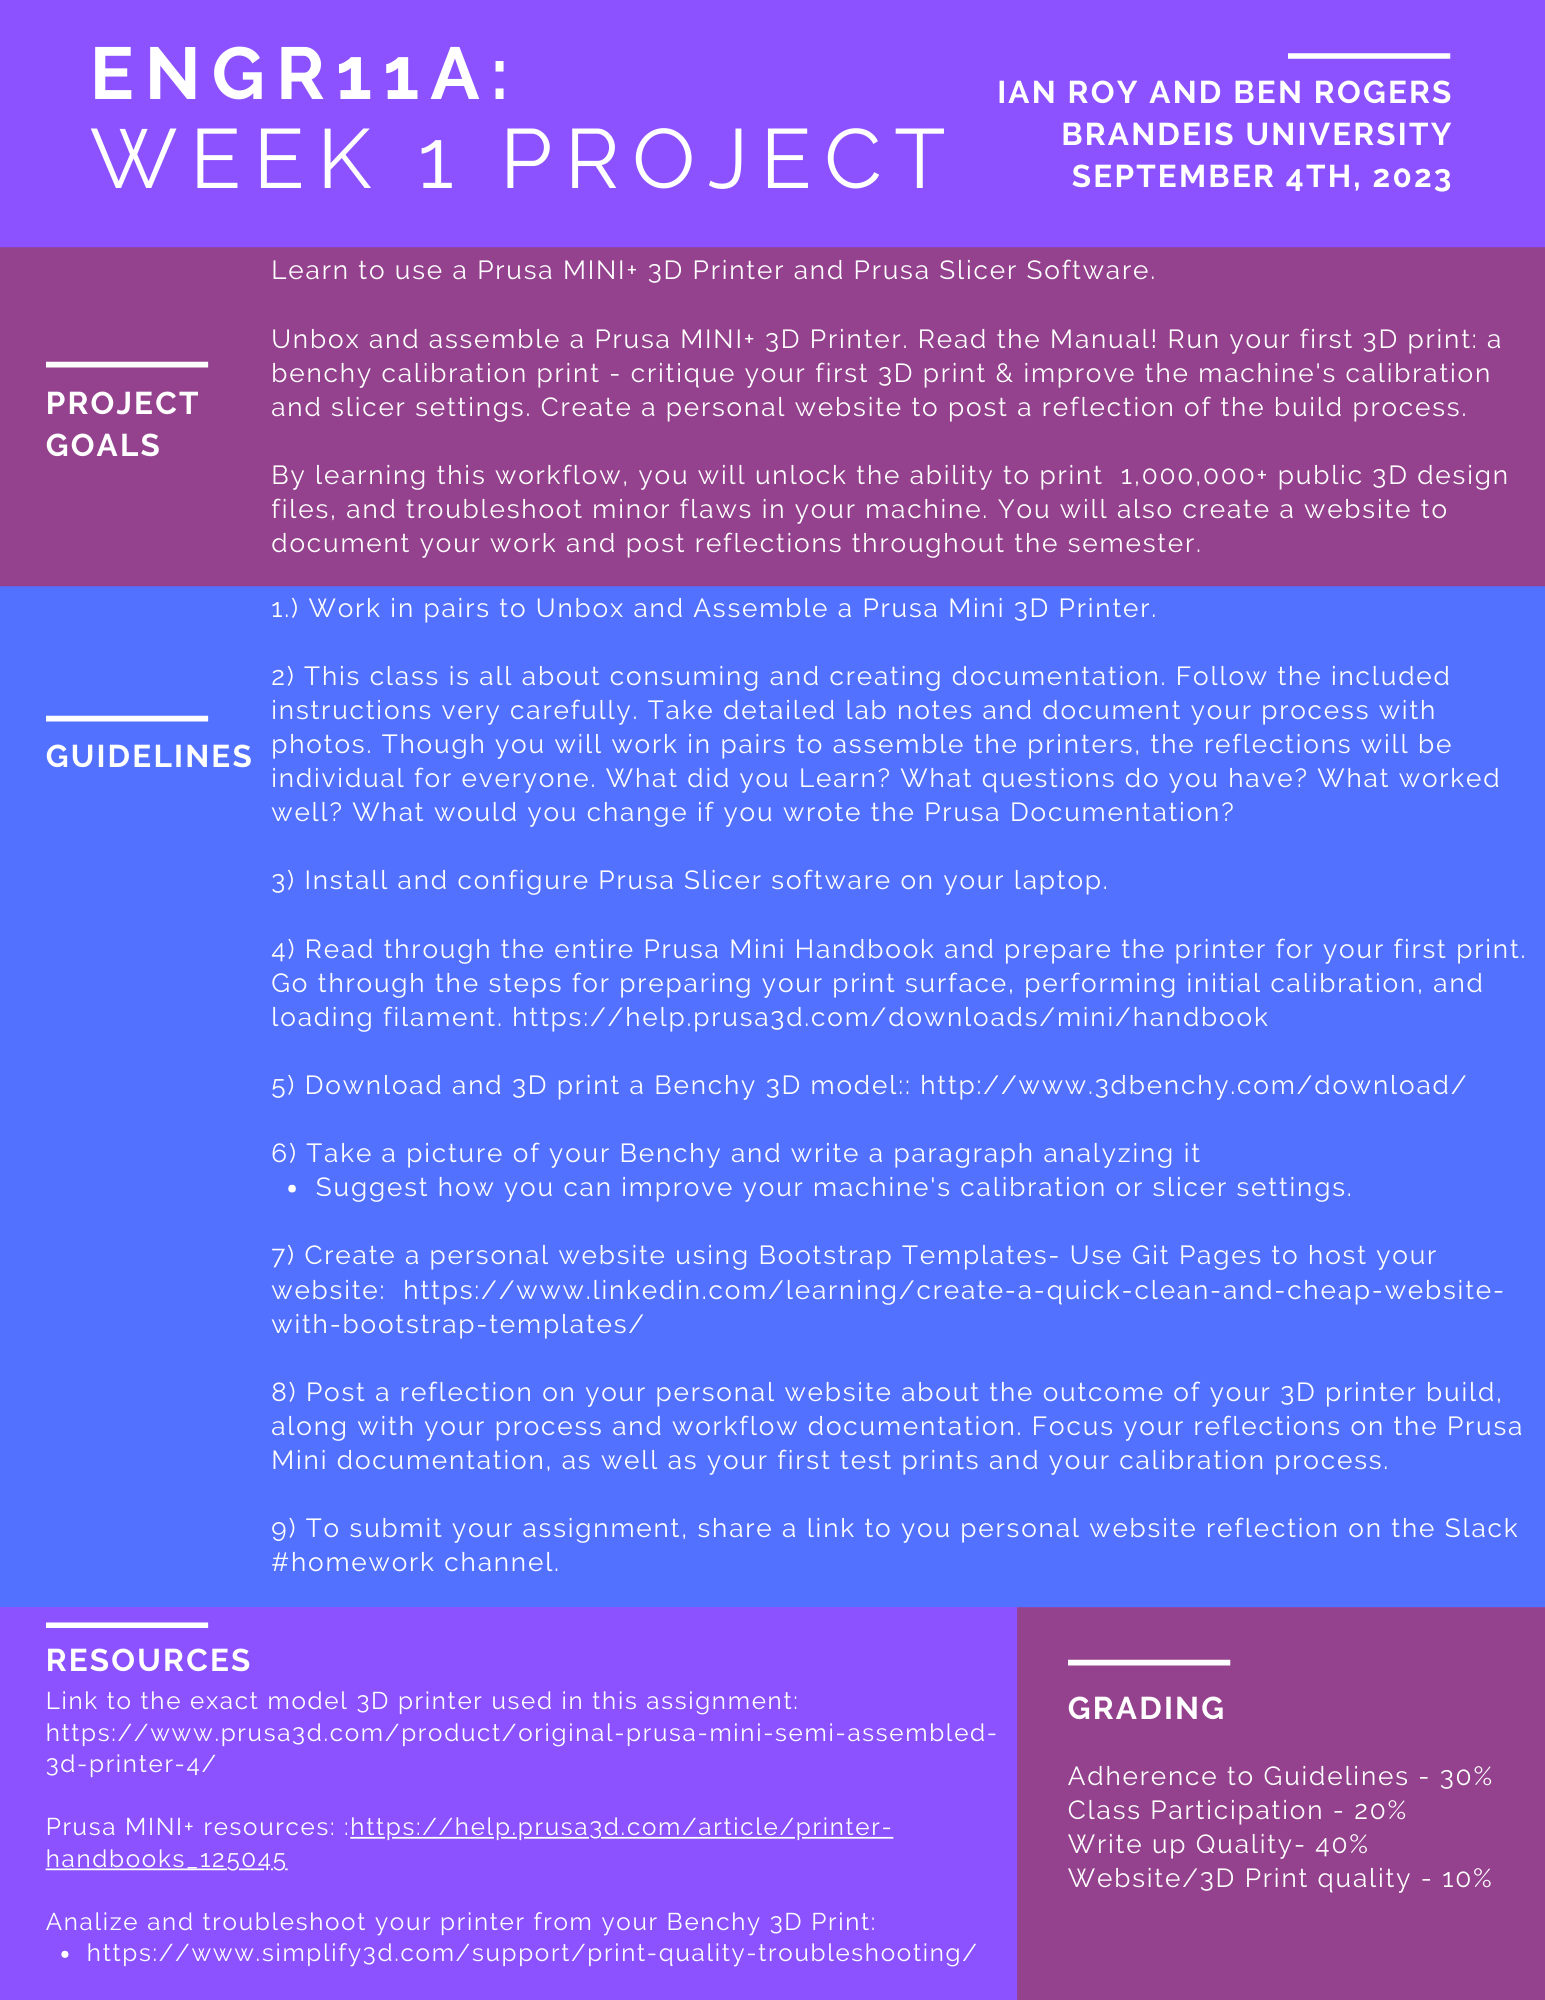 ENGR11A:
WEEK 1 PROJECT
IAN ROY AND BEN ROGERS
BRANDEIS UNIVERSITY
SEPTEMBER 4TH, 2023
PROJECT
GOALS
Learn to use a Prusa MINI+ 3D Printer and Prusa Slicer Software.
Unbox and assemble a Prusa MINI+ 3D Printer. Read the Manual! Run your first 3D print: a
benchy calibration print - critique your first 3D print & improve the machine's calibration
and slicer settings. Create a personal website to post a reflection of the build process.
By learning this workflow, you will unlock the ability to print  1,000,000+ public 3D design
files, and troubleshoot minor flaws in your machine. You will also create a website to
document your work and post reflections throughout the semester.
GUIDELINES
1.) Work in pairs to Unbox and Assemble a Prusa Mini 3D Printer.
2) This class is all about consuming and creating documentation. Follow the included
instructions very carefully. Take detailed lab notes and document your process with
photos. Though you will work in pairs to assemble the printers, the reflections will be
individual for everyone. What did you Learn? What questions do you have? What worked
well? What would you change if you wrote the Prusa Documentation?
3) Install and configure Prusa Slicer software on your laptop.
4) Read through the entire Prusa Mini Handbook and prepare the printer for your first print.
Go through the steps for preparing your print surface, performing initial calibration, and
loading filament. https://help.prusa3d.com/downloads/mini/handbook
5) Download and 3D print a Benchy 3D model:: http://www.3dbenchy.com/download/
6) Take a picture of your Benchy and write a paragraph analyzing it
• Suggest how you can improve your machine's calibration or slicer settings.
7) Create a personal website using Bootstrap Templates- Use Git Pages to host your
website:  https://www.linkedin.com/learning/create-a-quick-clean-and-cheap-website-
with-bootstrap-templates/
8) Post a reflection on your personal website about the outcome of your 3D printer build,
along with your process and workflow documentation. Focus your reflections on the Prusa
Mini documentation, as well as your first test prints and your calibration process.
9) To submit your assignment, share a link to you personal website reflection on the Slack
#homework channel.
RESOURCES
Link to the exact model 3D printer used in this assignment:
https://www.prusa3d.com/product/original-prusa-mini-semi-assembled-
3d-printer-4/
Prusa MINI+ resources: :https://help.prusa3d.com/article/printer-
handbooks_125045
Analize and troubleshoot your printer from your Benchy 3D Print:
• https://www.simplify3d.com/support/print-quality-troubleshooting/
GRADING
Adherence to Guidelines - 30%
Class Participation - 20%
Write up Quality- 40%
Website/3D Print quality - 10%